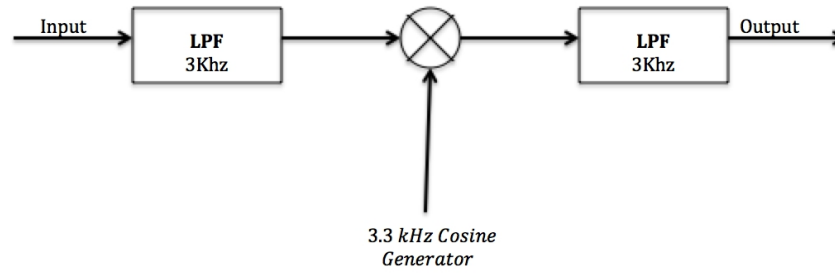 Input
LPF
3Khz
LPF
3Khz
Output
3.3 kHz Cosine
Generator